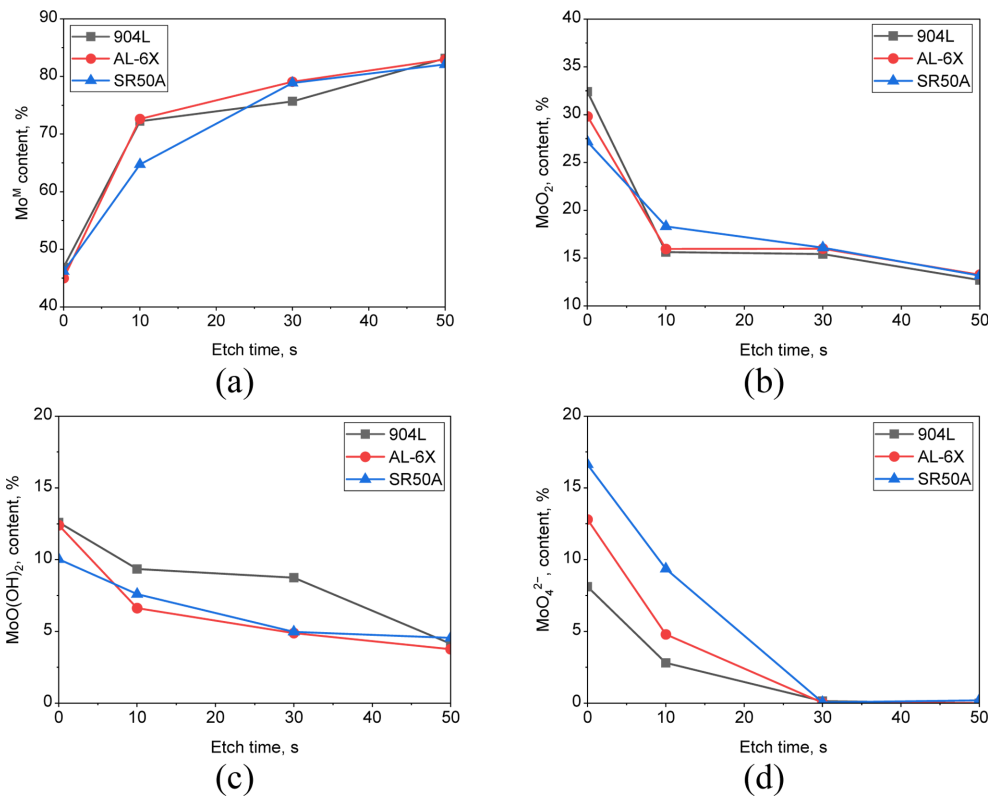 90
80
70
60
50
40
Mo^M content, %
904L
AL-6X
SR50A
0 10 20 30 40 50
Etch time, s
(a)
40
35
30
25
20
15
10
MoO₂, content, %
904L
AL-6X
SR50A
0 10 20 30 40 50
Etch time, s
(b)
20
15
10
5
0
MoO(OH)₂, content, %
904L
AL-6X
SR50A
0 10 20 30 40 50
Etch time, s
(c)
20
15
10
5
0
MoO₄²⁻, content, %
904L
AL-6X
SR50A
0 10 20 30 40 50
Etch time, s
(d)